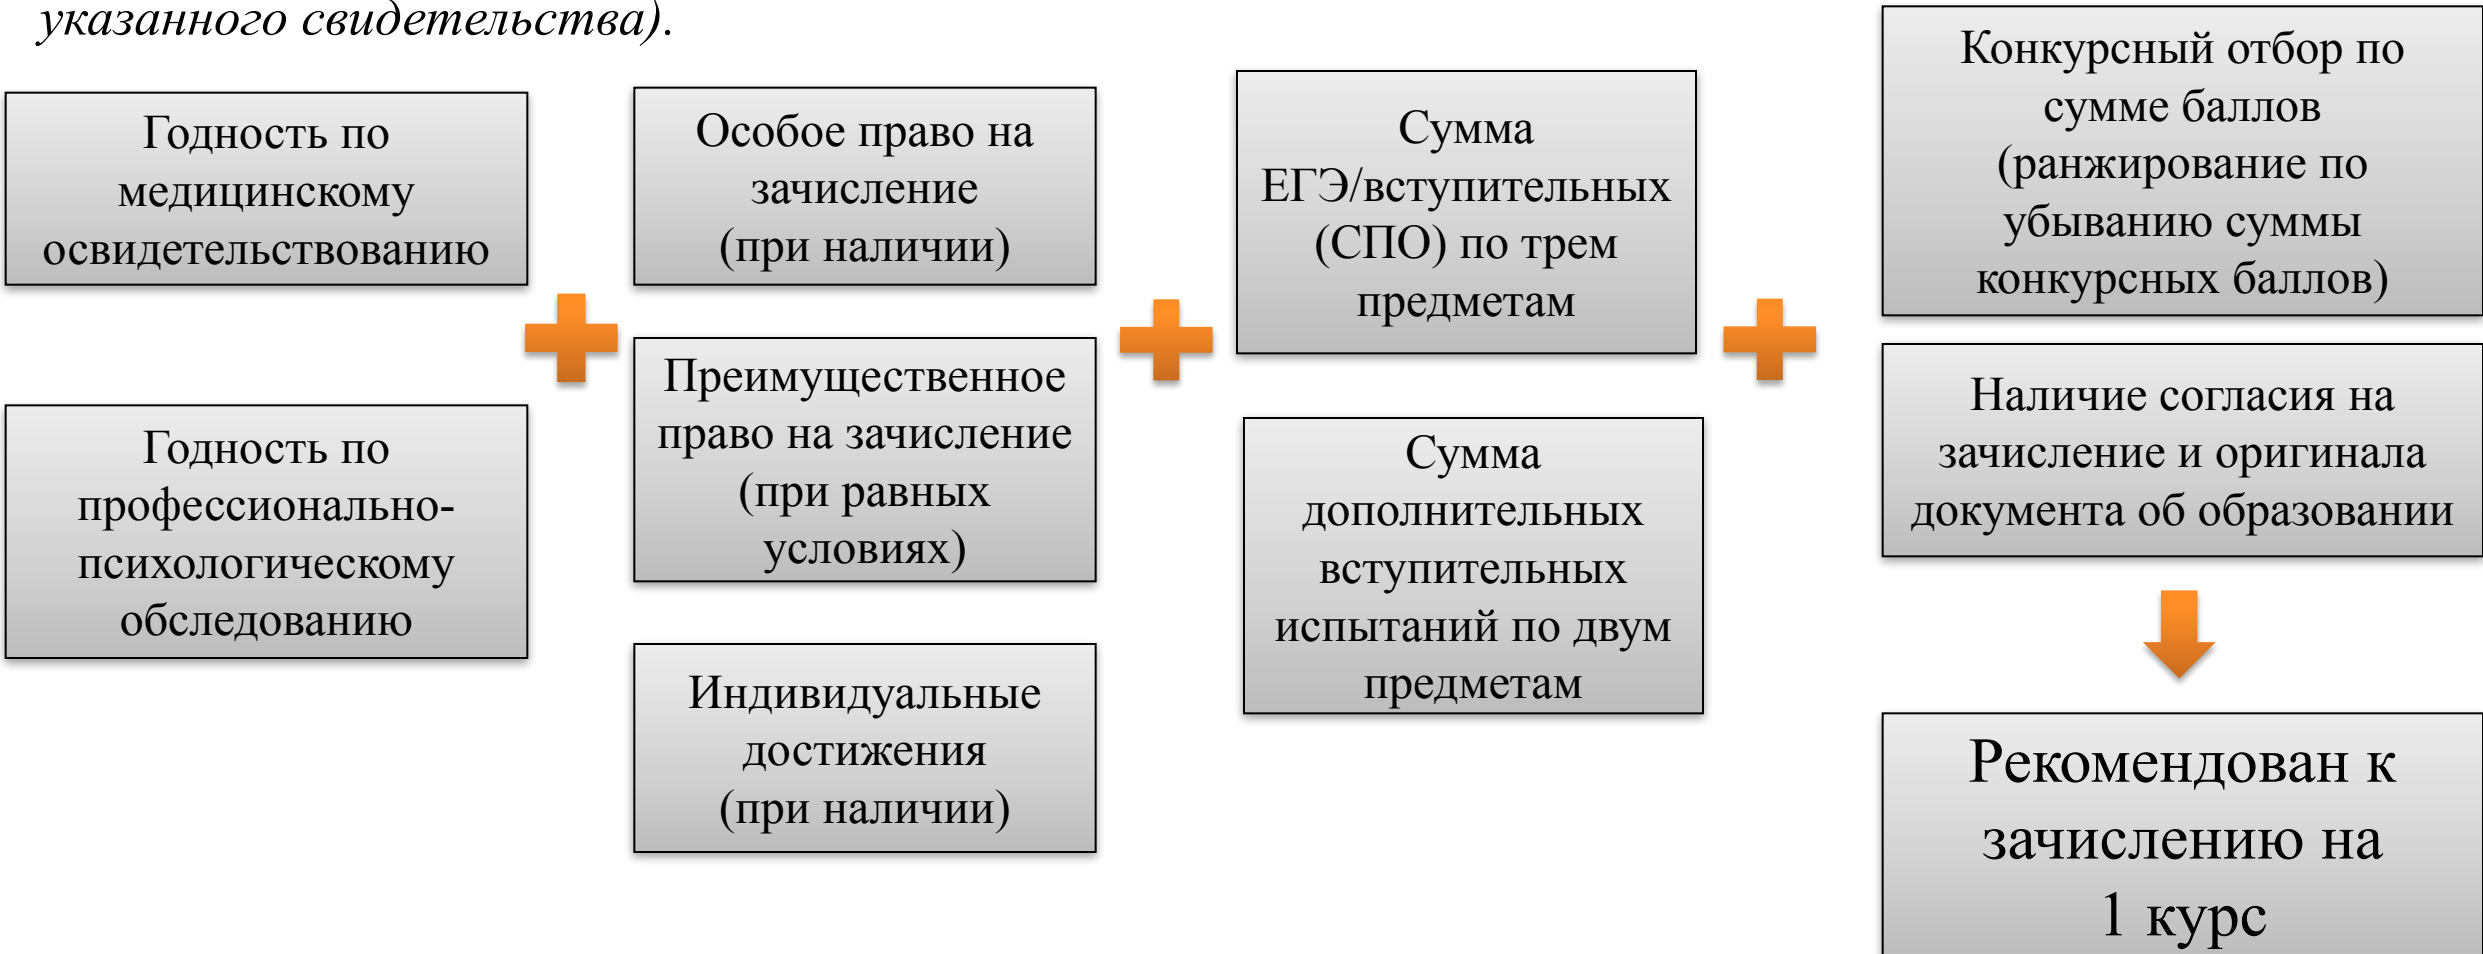 указанного свидетельства).
Годность по
медицинскому
освидетельствованию
Годность по
профессионально-
психологическому
обследованию
Особое право на
зачисление
(при наличии)
Преимущественное
право на зачисление
(при равных
условиях)
Индивидуальные
достижения
(при наличии)
Сумма
ЕГЭ/вступительных
(СПО) по трем
предметам
Сумма
дополнительных
вступительных
испытаний по двум
предметам
Конкурсный отбор по
сумме баллов
(ранжирование по
убыванию суммы
конкурсных баллов)
Наличие согласия на
зачисление и оригинала
документа об образовании
Рекомендован к
зачислению на
1 курс